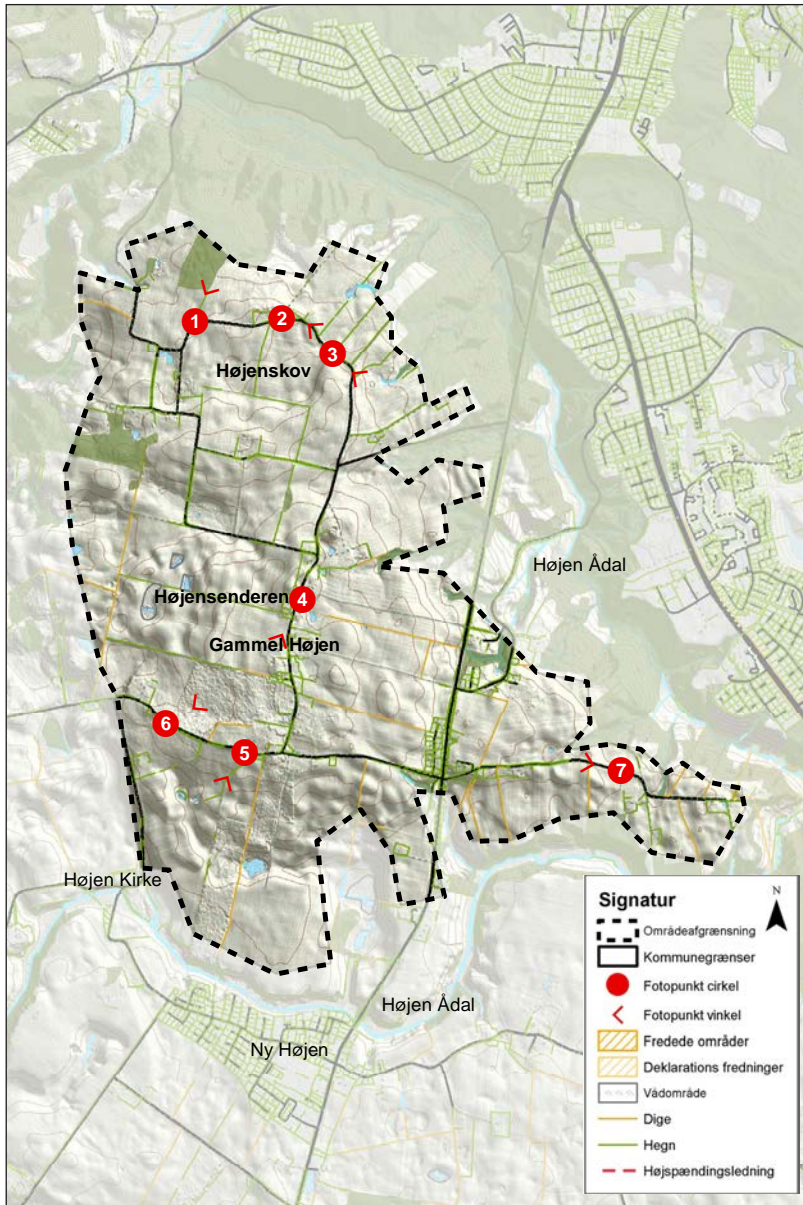 1
2
3
Højenskov
Højen Ådal
Højensenderen
4
Gammel Højen
6
5
7
Højen Kirke
Højen Ådal
Ny Højen
Signatur
N
Områdeafgrænsning
Kommunegrænser
Fotopunkt cirkel
Fotopunkt vinkel
Fredede områder
Deklarations fredninger
Vådområde
Dige
Hegn
Højspændingsledning